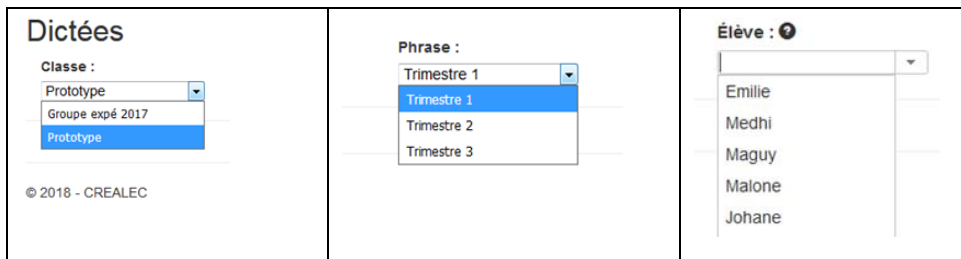 Dictées
Classe :
Prototype
Groupe expé 2017
Prototype
© 2018 - CREALEC
Phrase :
Trimestre 1
Trimestre 1
Trimestre 2
Trimestre 3
Élève : ?
Emilie
Medhi
Maguy
Malone
Johane